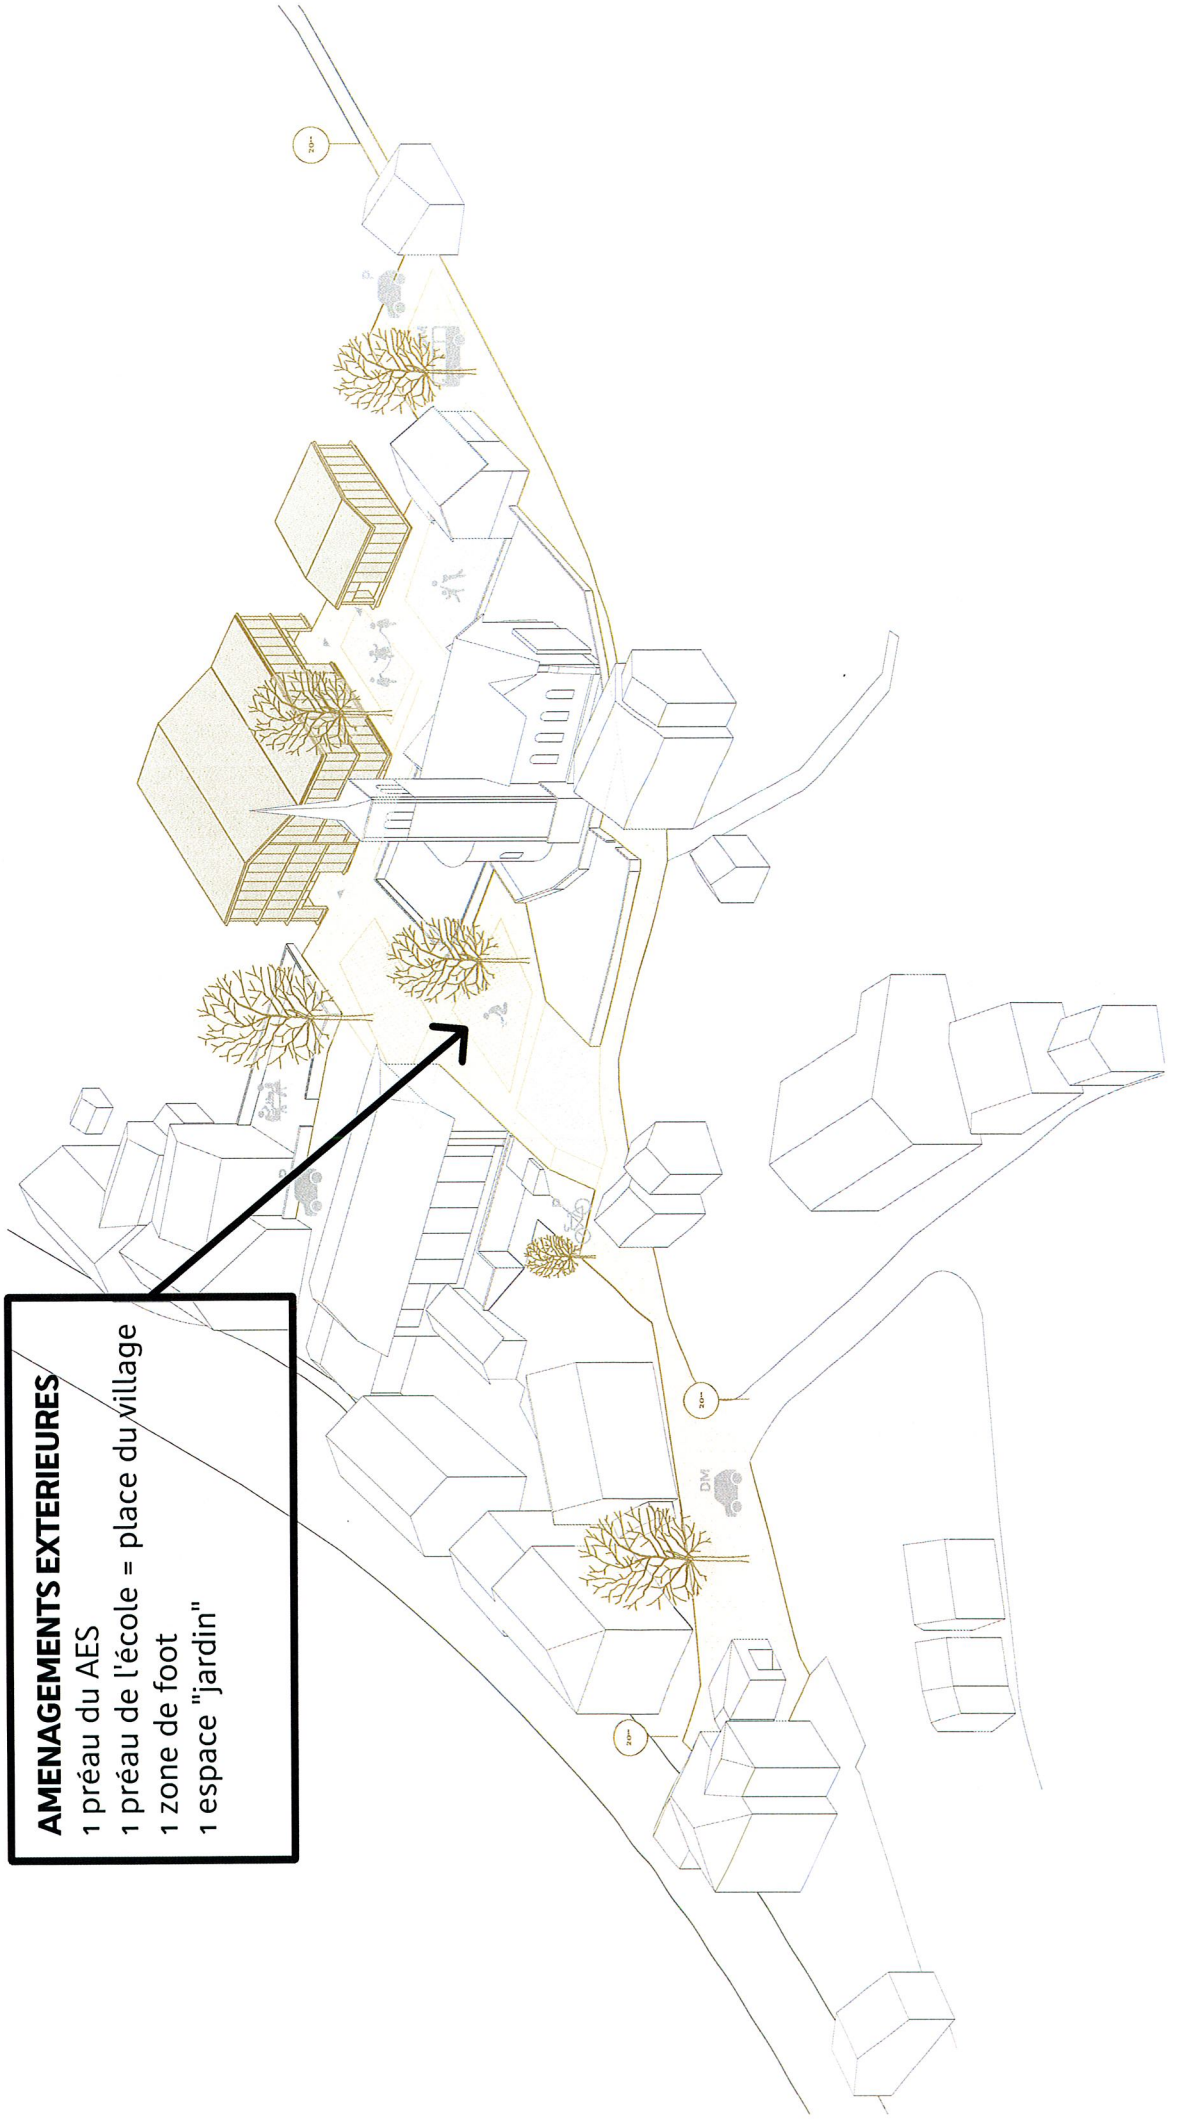 AMENAGEMENTS EXTERIEURES
1 préau du AES
1 préau de l'école = place du village
1 zone de foot
1 espace "jardin"
P
P
DM